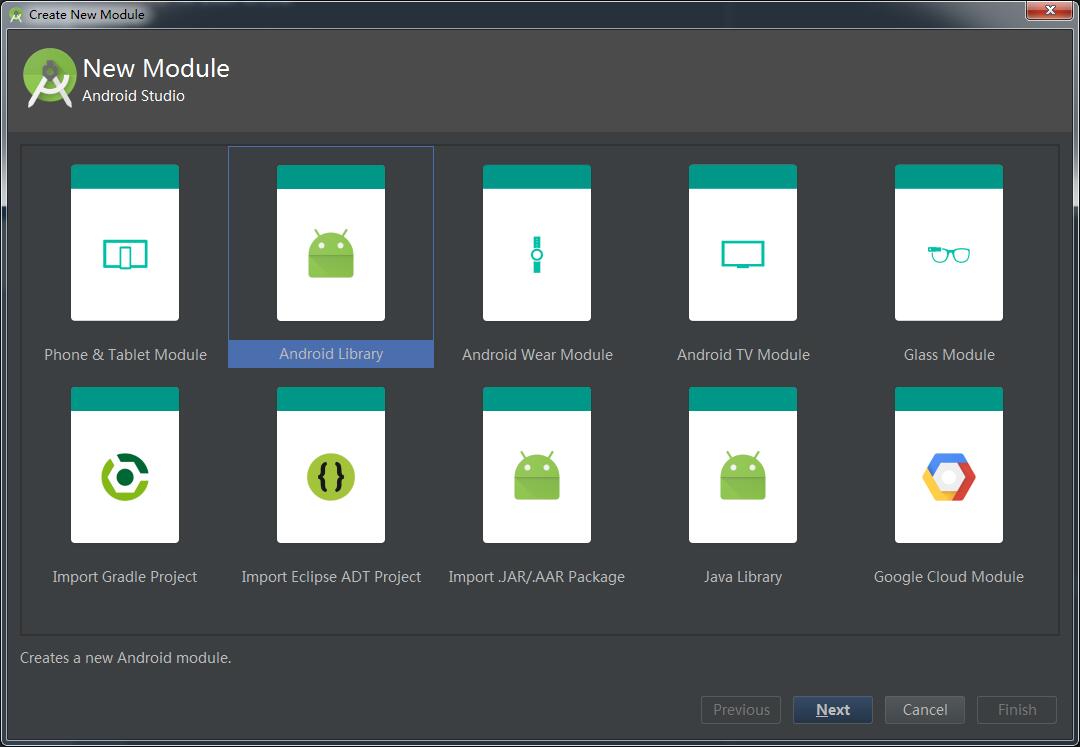 Create New Module
New Module
Android Studio
Phone & Tablet Module
Android Library
Android Wear Module
Android TV Module
Glass Module
{}
Import Gradle Project
Import Eclipse ADT Project
Import .JAR/.AAR Package
Java Library
Google Cloud Module
Creates a new Android module.
Previous
Next
Cancel
Finish